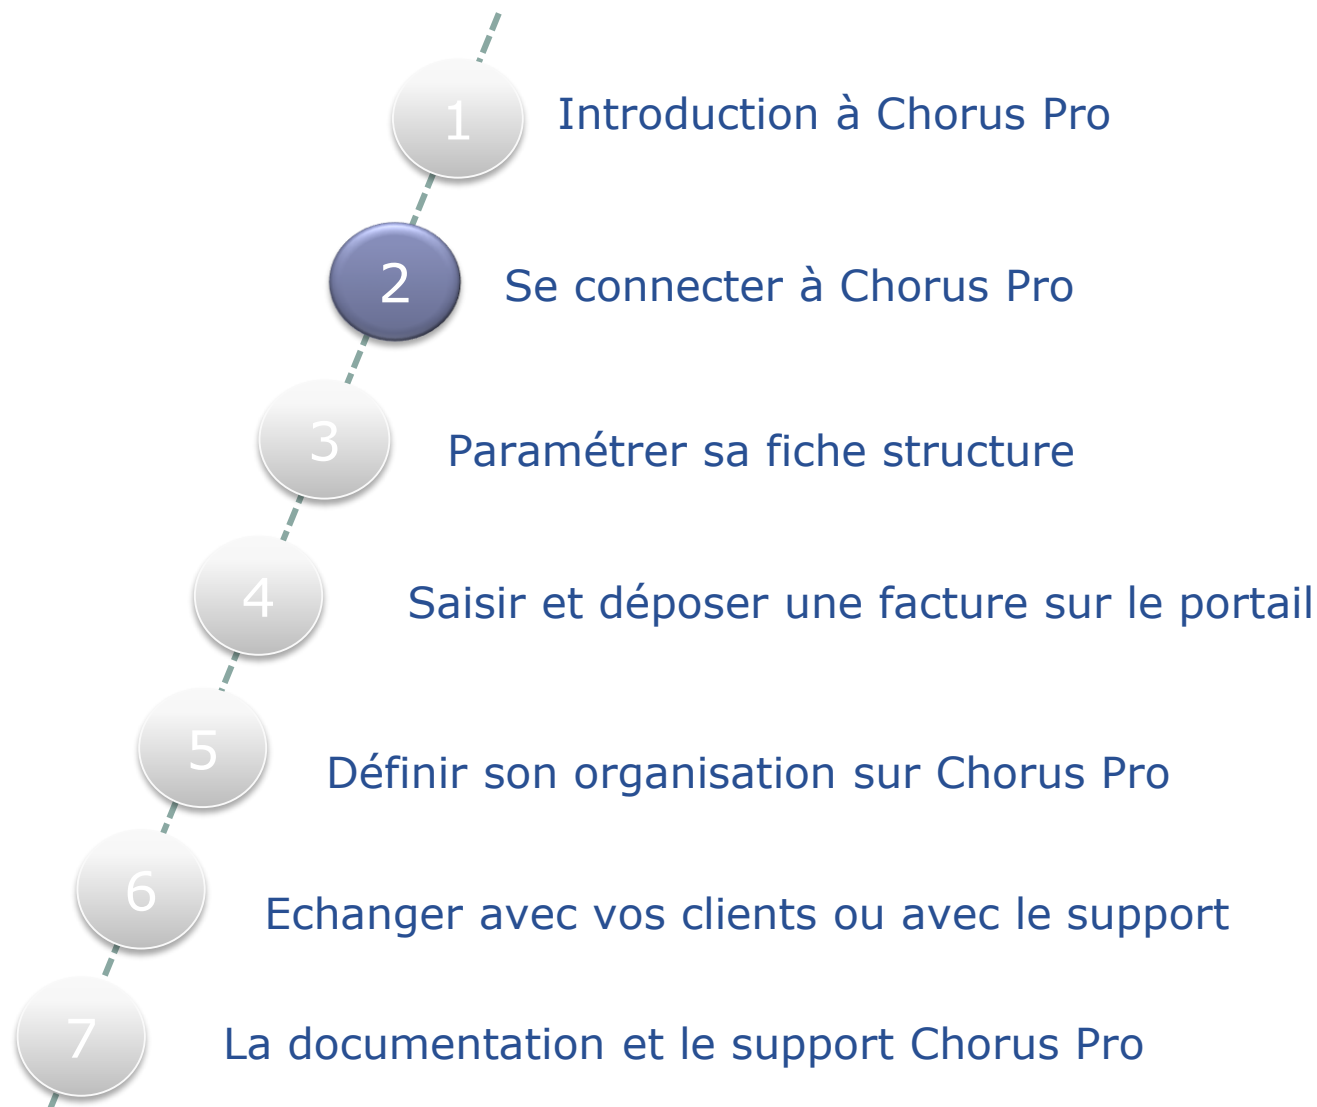 1 Introduction à Chorus Pro
2 Se connecter à Chorus Pro
3 Paramétrer sa fiche structure
4 Saisir et déposer une facture sur le portail
5 Définir son organisation sur Chorus Pro
6 Echanger avec vos clients ou avec le support
7 La documentation et le support Chorus Pro